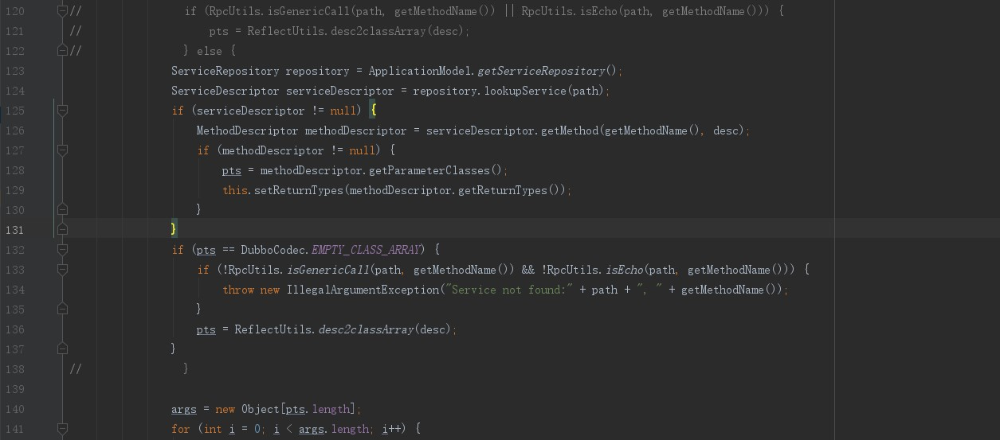 120 // if (RpcUtils.isGenericCall(path, getMethodName()) || RpcUtils.isEcho(path, getMethodName())) {
121 // pts = ReflectUtils.desc2classArray(desc);
122 // } else {
123 ServiceRepository repository = ApplicationModel.getServiceRepository();
124 ServiceDescriptor serviceDescriptor = repository.lookupService(path);
125 if (serviceDescriptor != null) {
126 MethodDescriptor methodDescriptor = serviceDescriptor.getMethod(getMethodName(), desc);
127 if (methodDescriptor != null) {
128 pts = methodDescriptor.getParameterClasses();
129 this.setReturnTypes(methodDescriptor.getReturnTypes());
130 }
131 }
132 if (pts == DubboCodec.EMPTY_CLASS_ARRAY) {
133 if (!RpcUtils.isGenericCall(path, getMethodName()) && !RpcUtils.isEcho(path, getMethodName())) {
134 throw new IllegalArgumentException("Service not found:" + path + ", " + getMethodName());
135 }
136 pts = ReflectUtils.desc2classArray(desc);
137 }
138 // }
139
140 args = new Object[pts.length];
141 for (int i = 0; i < args.length; i++) {